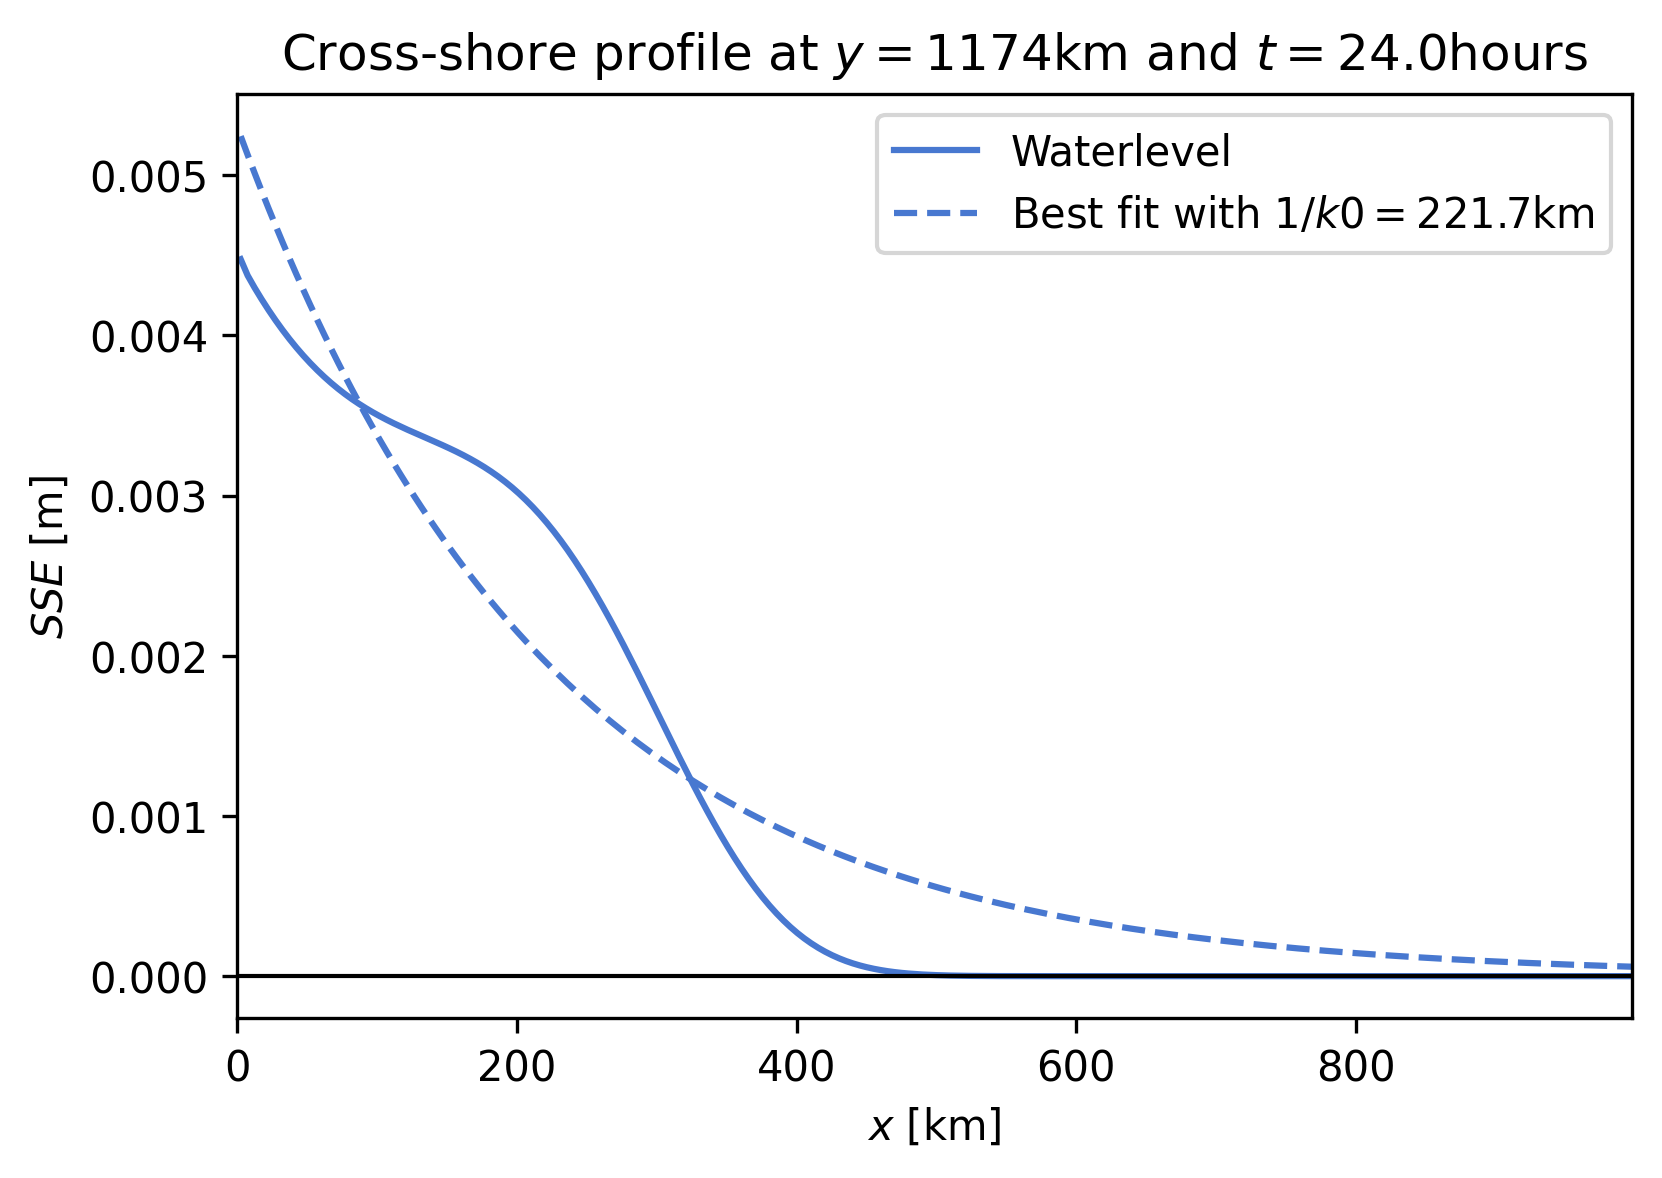 Cross-shore profile at y = 1174km and t = 24.0hours
Waterlevel
Best fit with 1/k0 = 221.7km
SSE [m]
0.005
0.004
0.003
0.002
0.001
0.000
0 200 400 600 800
x [km]